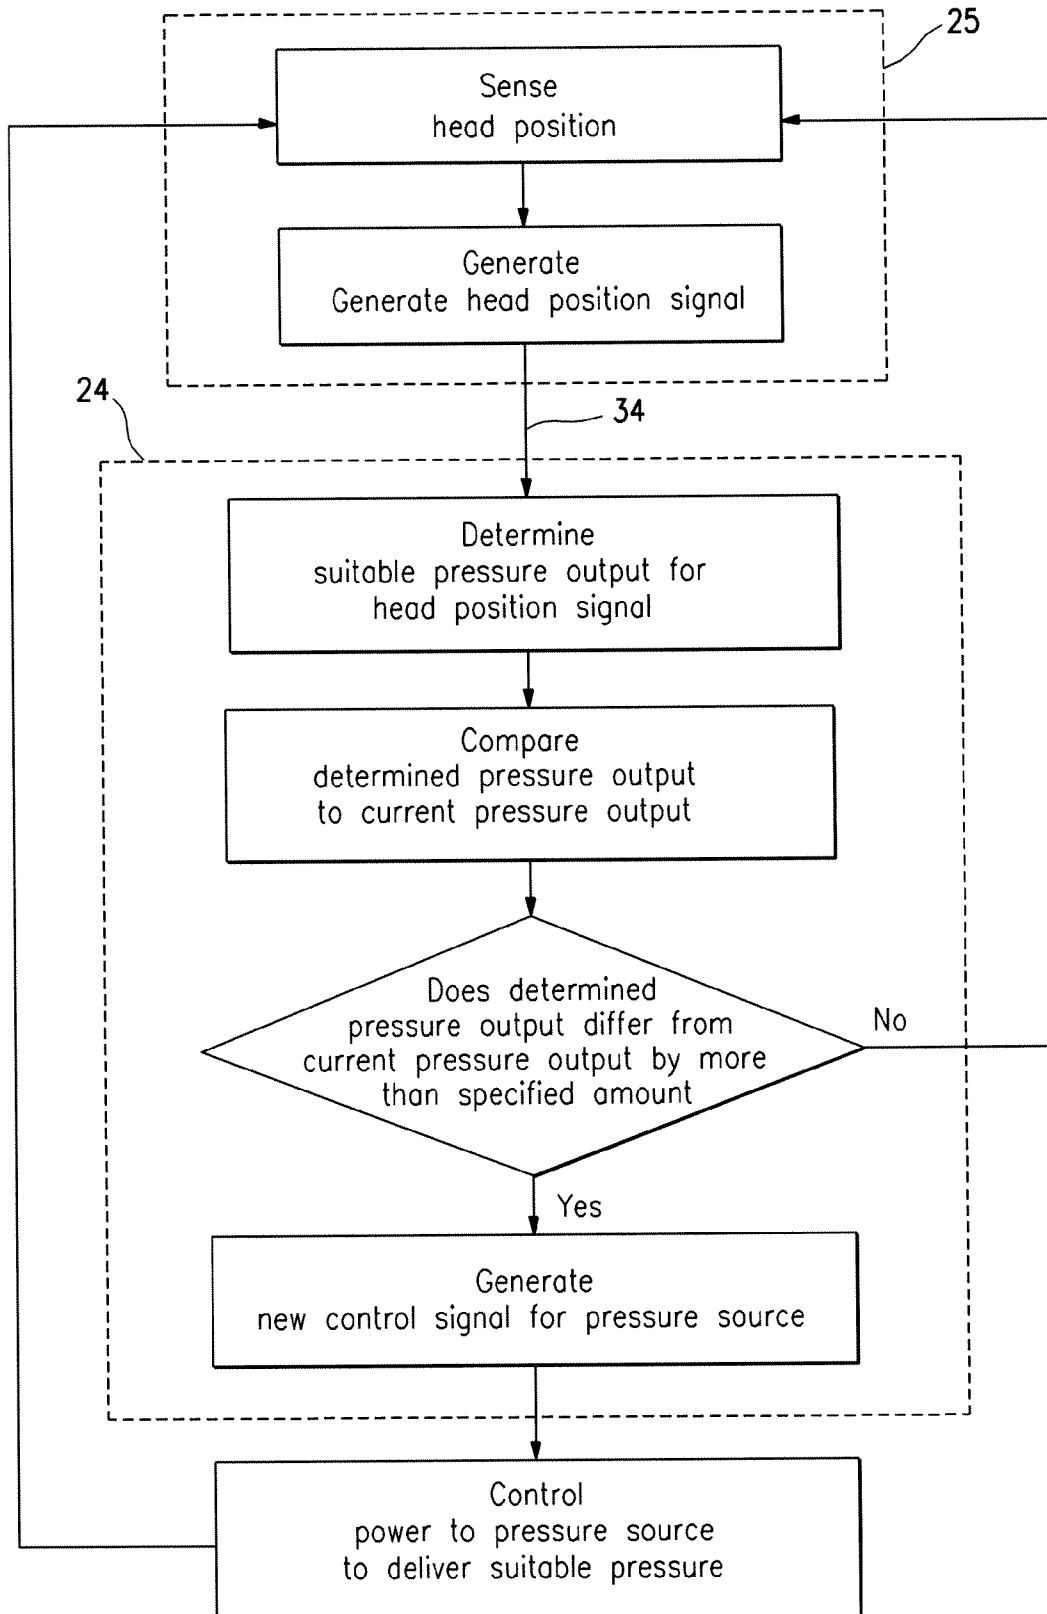 25
Sense
head position
Generate
Generate head position signal
24
34
Determine
suitable pressure output for
head position signal
Compare
determined pressure output
to current pressure output
Does determined
pressure output differ from
current pressure output by more
than specified amount
No
Yes
Generate
new control signal for pressure source
Control
power to pressure source
to deliver suitable pressure